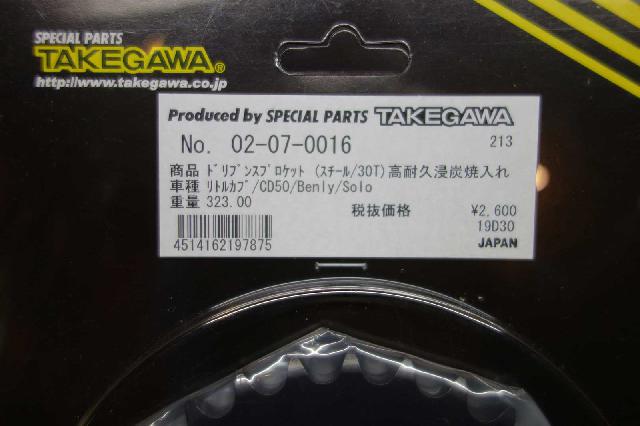 SPECIAL PARTS
TAKEGAWA®
http://www.takegawa.co.jp
Produced by SPECIAL PARTS TAKEGAWA
No. 02-07-0016 213
商品 ﾄﾞﾘﾌﾞﾝｽﾌﾟﾛｹｯﾄ (ｽﾁｰﾙ/30T)高耐久浸炭焼入れ
車種 ﾘﾄﾙｶﾌﾞ/CD50/Benly/Solo
重量 323.00
税抜価格 ¥2,600
19D30
4514162197875
JAPAN